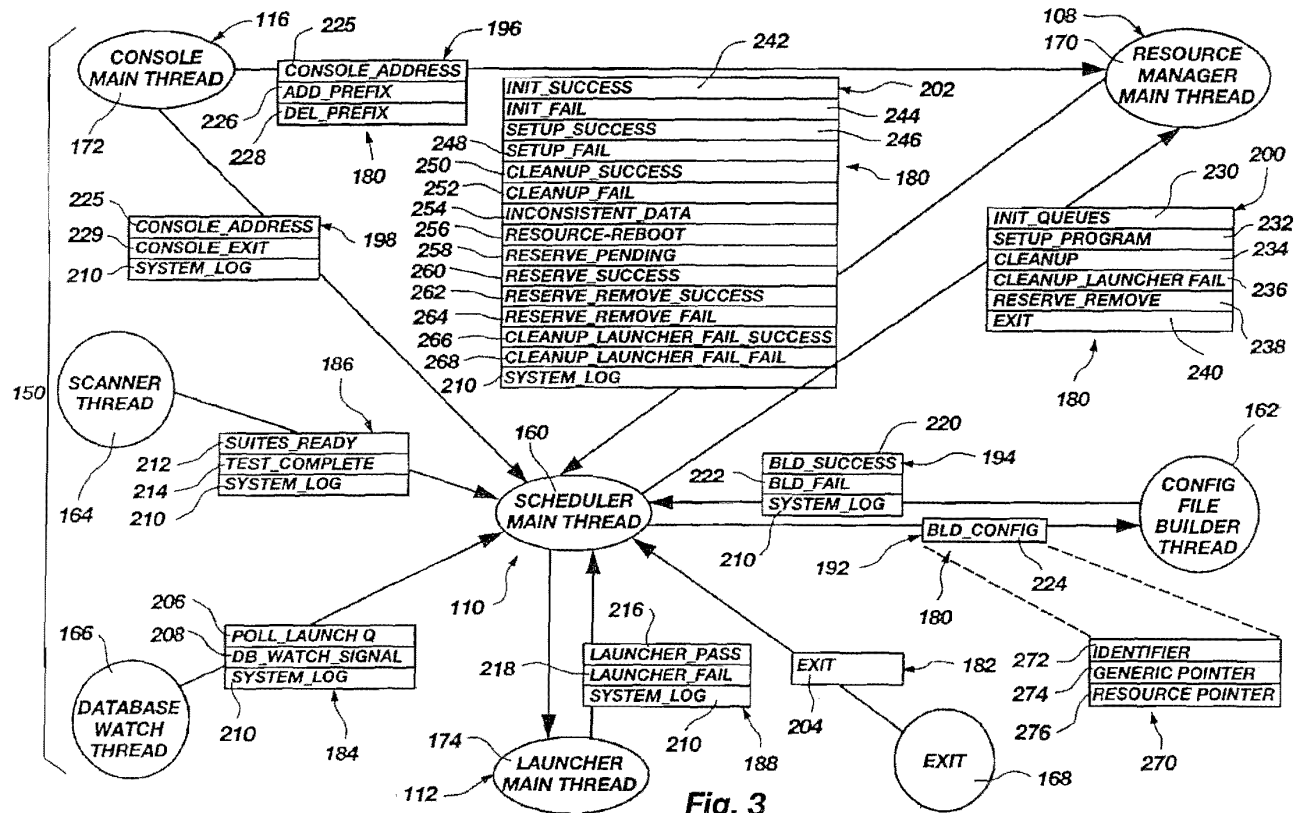 116
CONSOLE
MAIN THREAD
172
225
196
CONSOLE_ADDRESS
226 ADD_PREFIX
228 DEL_PREFIX
180
108
170
RESOURCE
MANAGER
MAIN THREAD
242
202
INIT_SUCCESS
INIT_FAIL
244
SETUP_SUCCESS
246
248 SETUP_FAIL
180
250 CLEANUP_SUCCESS
252 CLEANUP_FAIL
254 INCONSISTENT_DATA
256 RESOURCE-REBOOT
258 RESERVE_PENDING
260 RESERVE_SUCCESS
262 RESERVE_REMOVE_SUCCESS
264 RESERVE_REMOVE_FAIL
266 CLEANUP_LAUNCHER_FAIL_SUCCESS
268 CLEANUP_LAUNCHER_FAIL_FAIL
210 SYSTEM_LOG
230
200
INIT_QUEUES
SETUP_PROGRAM 232
CLEANUP 234
CLEANUP_LAUNCHER FAIL 236
RESERVE_REMOVE 238
EXIT
240
180
225 CONSOLE_ADDRESS
198
229 CONSOLE_EXIT
210 SYSTEM_LOG
150
SCANNER
THREAD
164
186
212 SUITES_READY
214 TEST_COMPLETE
210 SYSTEM_LOG
160
SCHEDULER
MAIN THREAD
110
220
BLD_SUCCESS 194
222 BLD_FAIL
210 SYSTEM_LOG
162
CONFIG
FILE
BUILDER
THREAD
192 BLD_CONFIG
224
180
272 IDENTIFIER
274 GENERIC POINTER
276 RESOURCE POINTER
270
166
DATABASE
WATCH
THREAD
206 POLL_LAUNCH Q
208 DB_WATCH_SIGNAL
210 SYSTEM_LOG
184
216
LAUNCHER_PASS
218 LAUNCHER_FAIL
SYSTEM_LOG
210
188
174
LAUNCHER
MAIN THREAD
112
EXIT 182
204
EXIT
168
Fig. 3